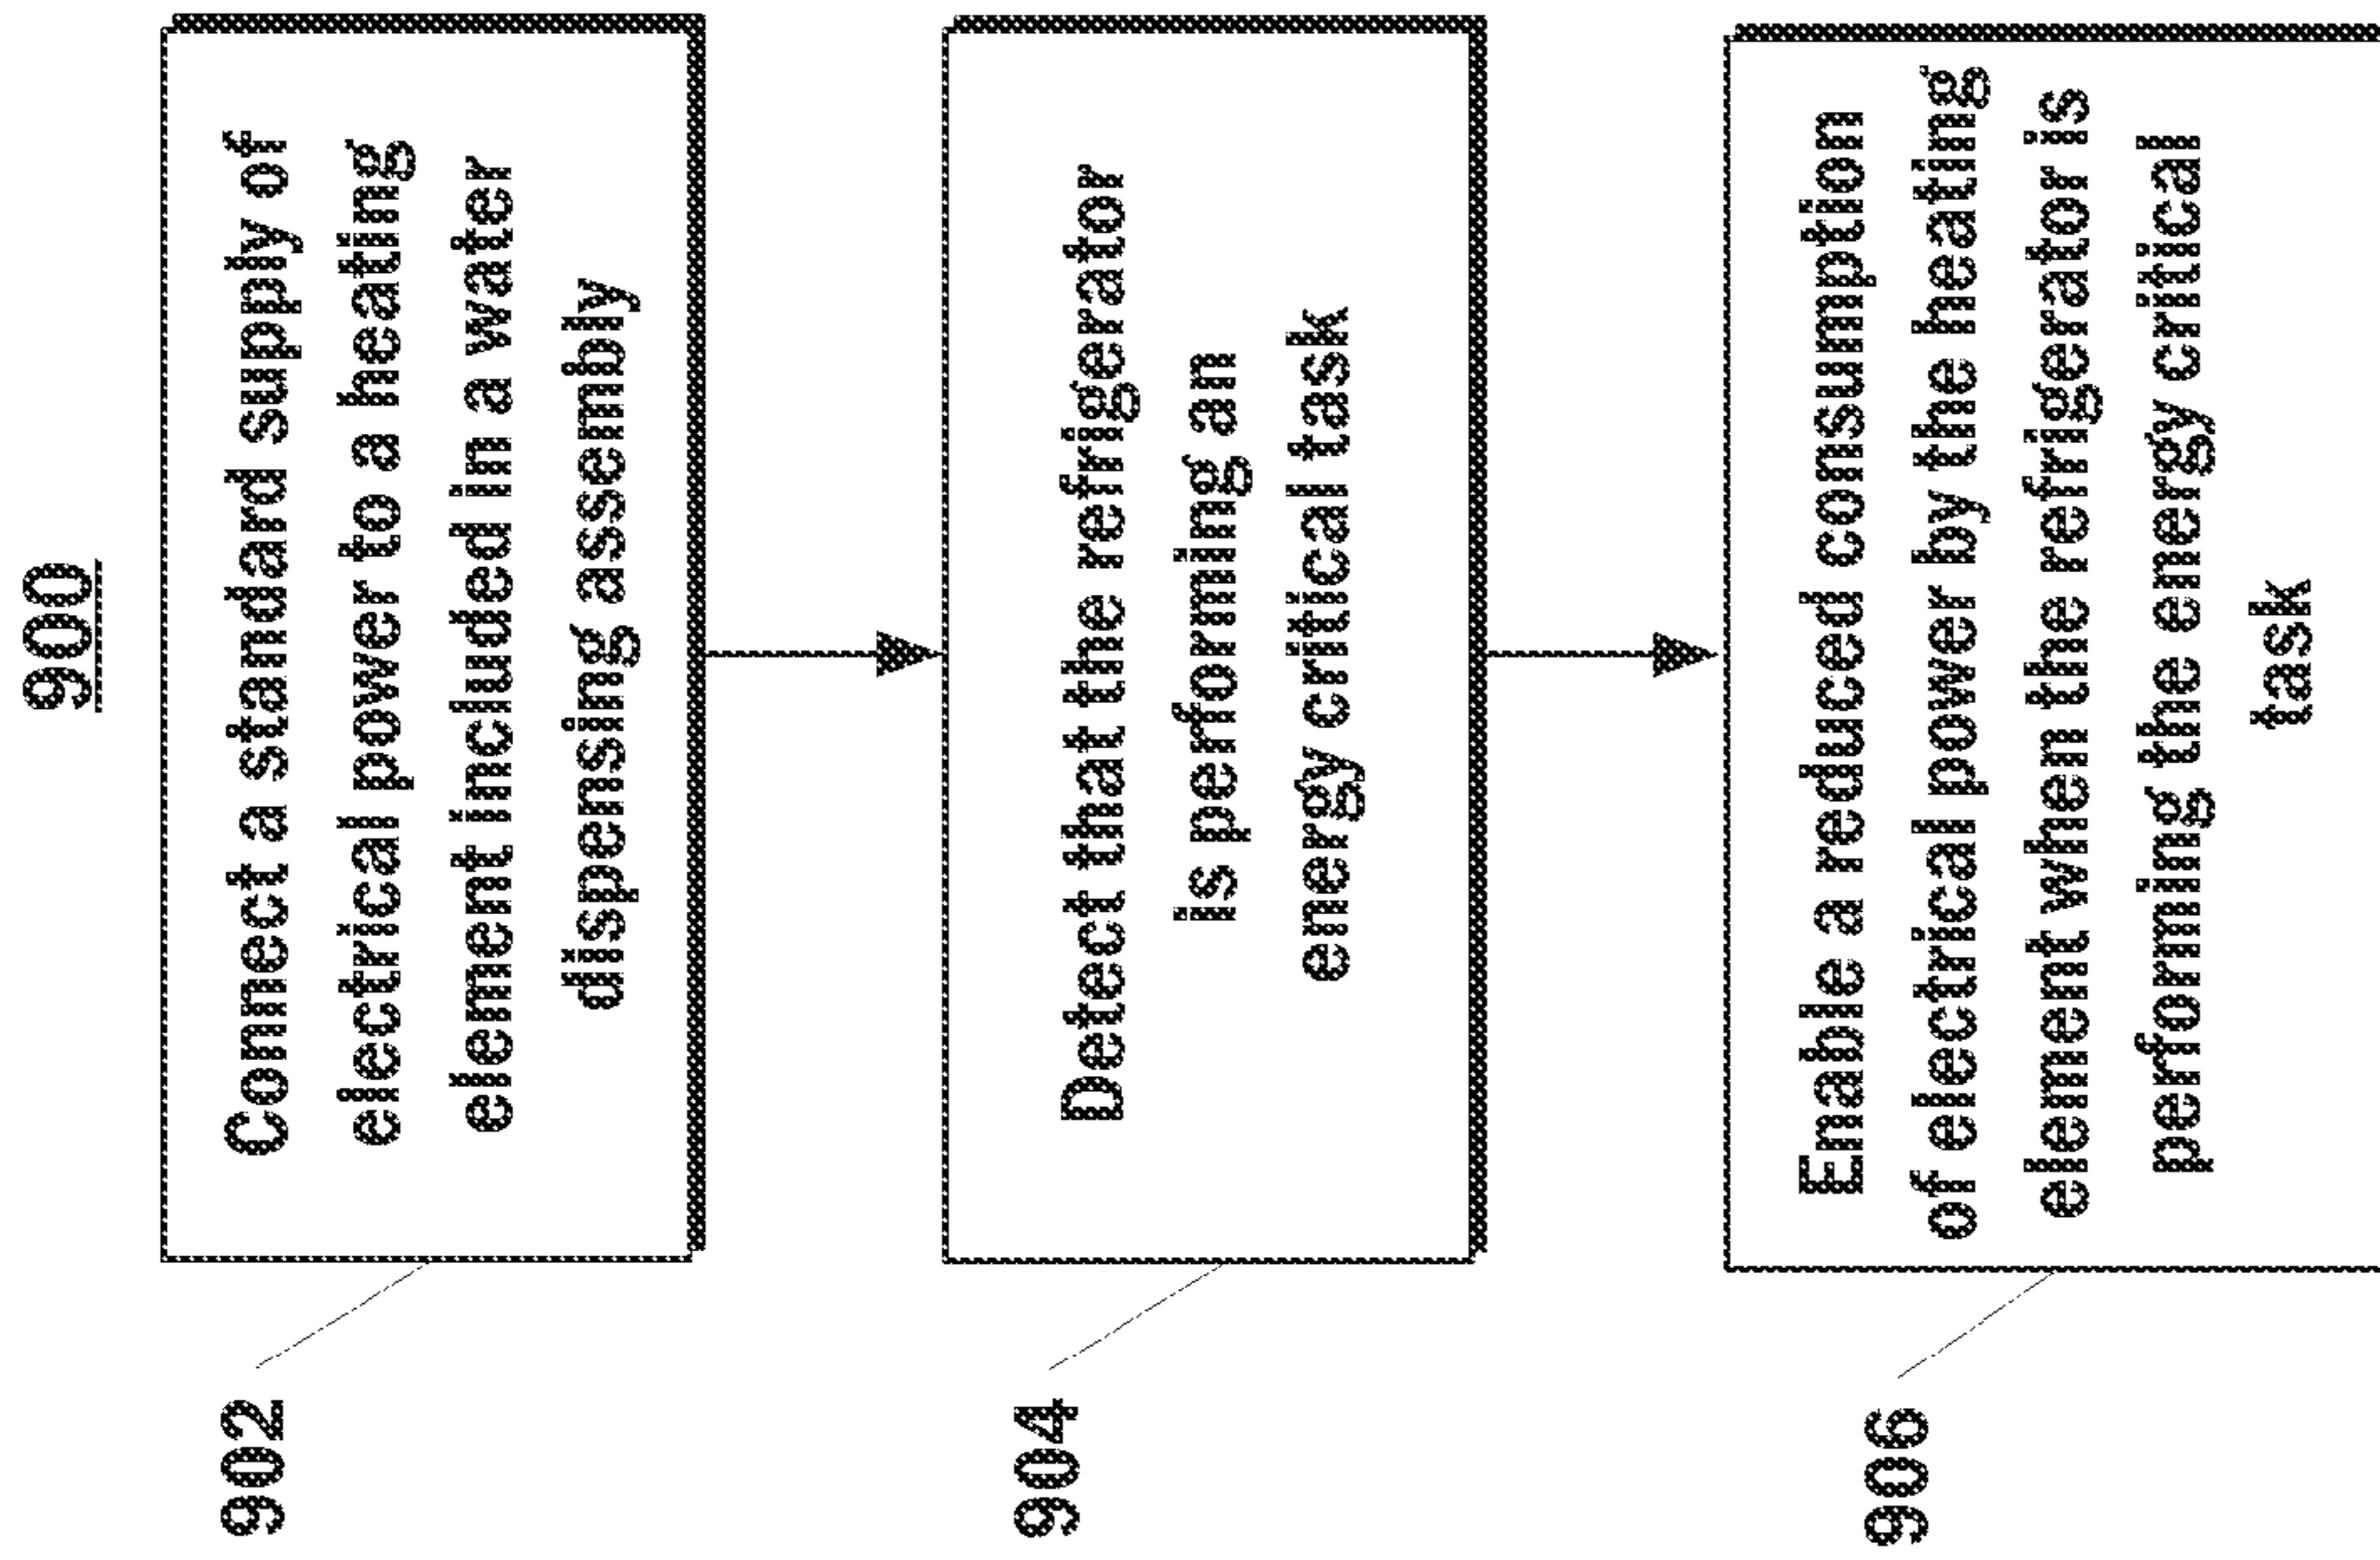 900
902
Connect a standard supply of
electrical power to a heating
element included in a water
dispensing assembly
904
Detect that the refrigerator
is performing an
energy critical task
906
Enable a reduced consumption
of electrical power by the heating
element when the refrigerator is
performing the energy critical
task